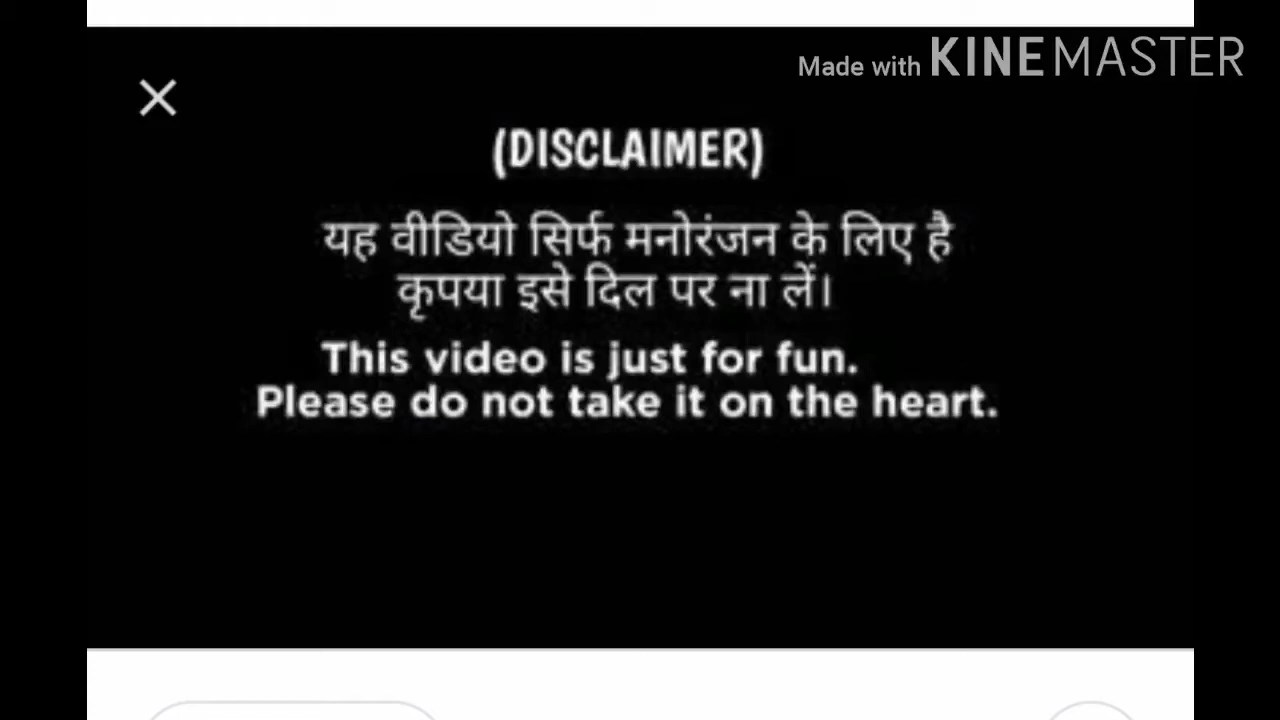 Made with KINEMASTER
(DISCLAIMER)
यह वीडियो सिर्फ मनोरंजन के लिए है
कृपया इसे दिल पर ना लें।
This video is just for fun.
Please do not take it on the heart.